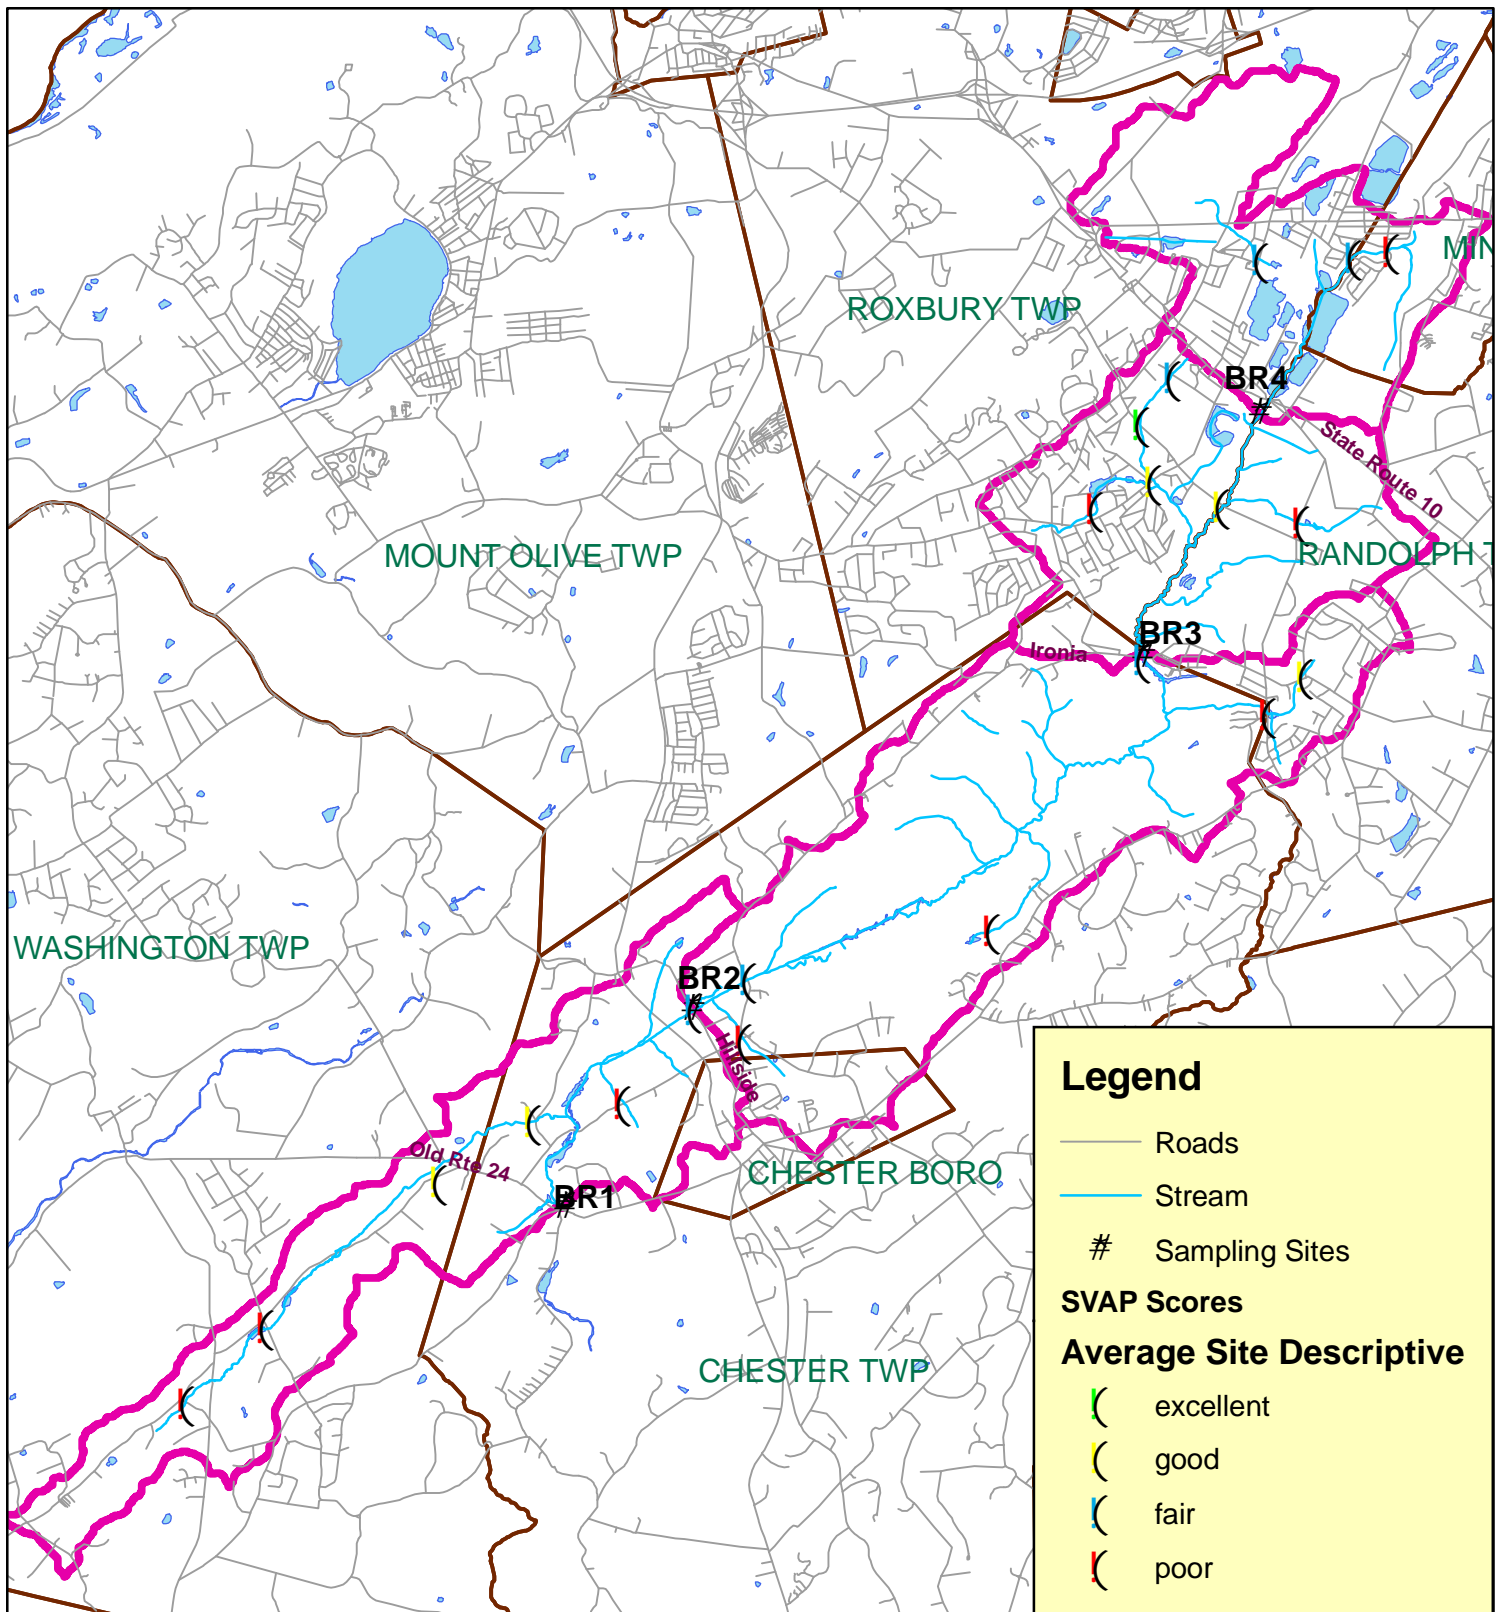 MIN
ROXBURY TWP
BR4
State Route 10
MOUNT OLIVE TWP
RANDOLPH T
BR3
Ironia
WASHINGTON TWP
BR2
Hillside
Old Rte 24
CHESTER BORO
BR1
CHESTER TWP
Legend
Roads
Stream
# Sampling Sites
SVAP Scores
Average Site Descriptive
excellent
good
fair
poor